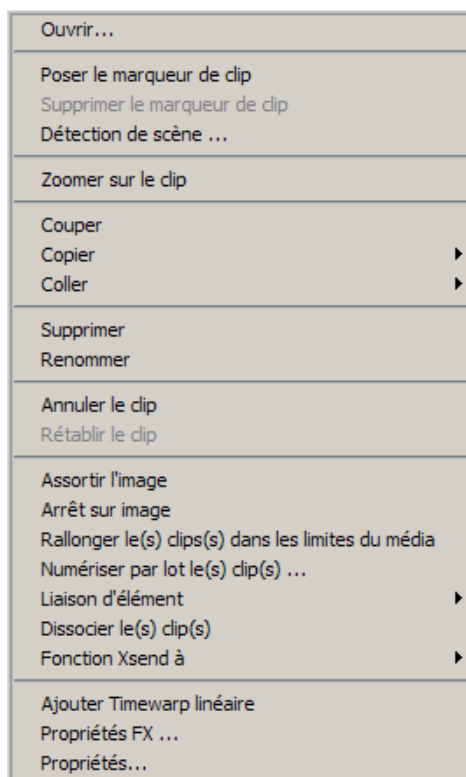 Ouvrir...
Poser le marqueur de clip
Supprimer le marqueur de clip
Détection de scène ...
Zoomer sur le clip
Couper
Copier
Coller
Supprimer
Renommer
Annuler le clip
Rétablir le clip
Assortir l'image
Arrêt sur image
Rallonger le(s) clips(s) dans les limites du média
Numériser par lot le(s) clip(s) ...
Liaison d'élément
Dissocier le(s) clip(s)
Fonction Xsend à
Ajouter Timewarp linéaire
Propriétés FX ...
Propriétés...